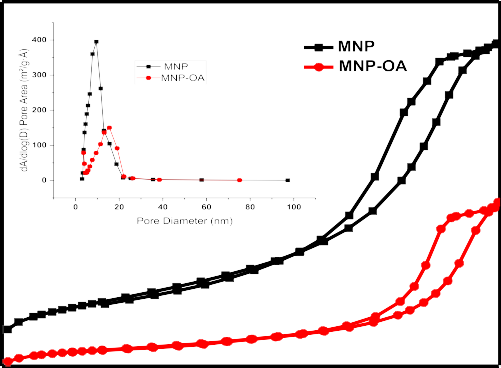 MNP
MNP-OA
MNP
MNP-OA
400
300
200
100
0
0
20
40
60
80
100
dA/dlog(D) Pore Area (m²/g·Å)
Pore Diameter (nm)